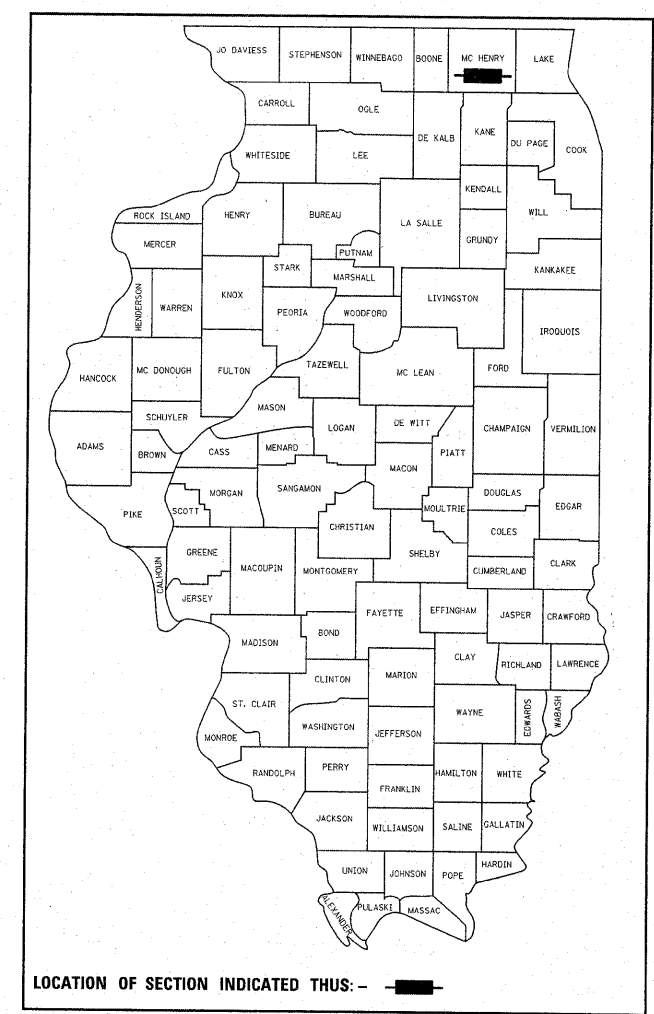 JO DAVIESS STEPHENSON WINNEBAGO BOONE MC HENRY LAKE
CARROLL OGLE DE KALB KANE DU PAGE COOK
WHITESIDE LEE
KENDALL
ROCK ISLAND HENRY BUREAU LA SALLE WILL
MERCER PUTNAM GRUNDY
STARK MARSHALL KANKAKEE
HENDERSON WARREN KNOX PEORIA WOODFORD LIVINGSTON IROQUOIS
HANCOCK MC DONOUGH FULTON TAZEWELL MC LEAN FORD
MASON
SCHUYLER LOGAN DE WITT CHAMPAIGN VERMILION
ADAMS BROWN CASS MENARD PIATT
MACON
MORGAN SANGAMON DOUGLAS
PIKE SCOTT MOULTRIE EDGAR
CHRISTIAN COLES
GREENE SHELBY
CALHOUN MACOUPIN MONTGOMERY CUMBERLAND CLARK
JERSEY
FAYETTE EFFINGHAM JASPER CRAWFORD
MADISON BOND
CLAY RICHLAND LAWRENCE
CLINTON MARION
ST. CLAIR WAYNE EDWARDS WABASH
WASHINGTON JEFFERSON
MONROE
RANDOLPH PERRY HAMILTON WHITE
FRANKLIN
JACKSON WILLIAMSON SALINE GALLATIN
UNION JOHNSON POPE HARDIN
ALEXANDER PULASKI MASSAC
LOCATION OF SECTION INDICATED THUS: -